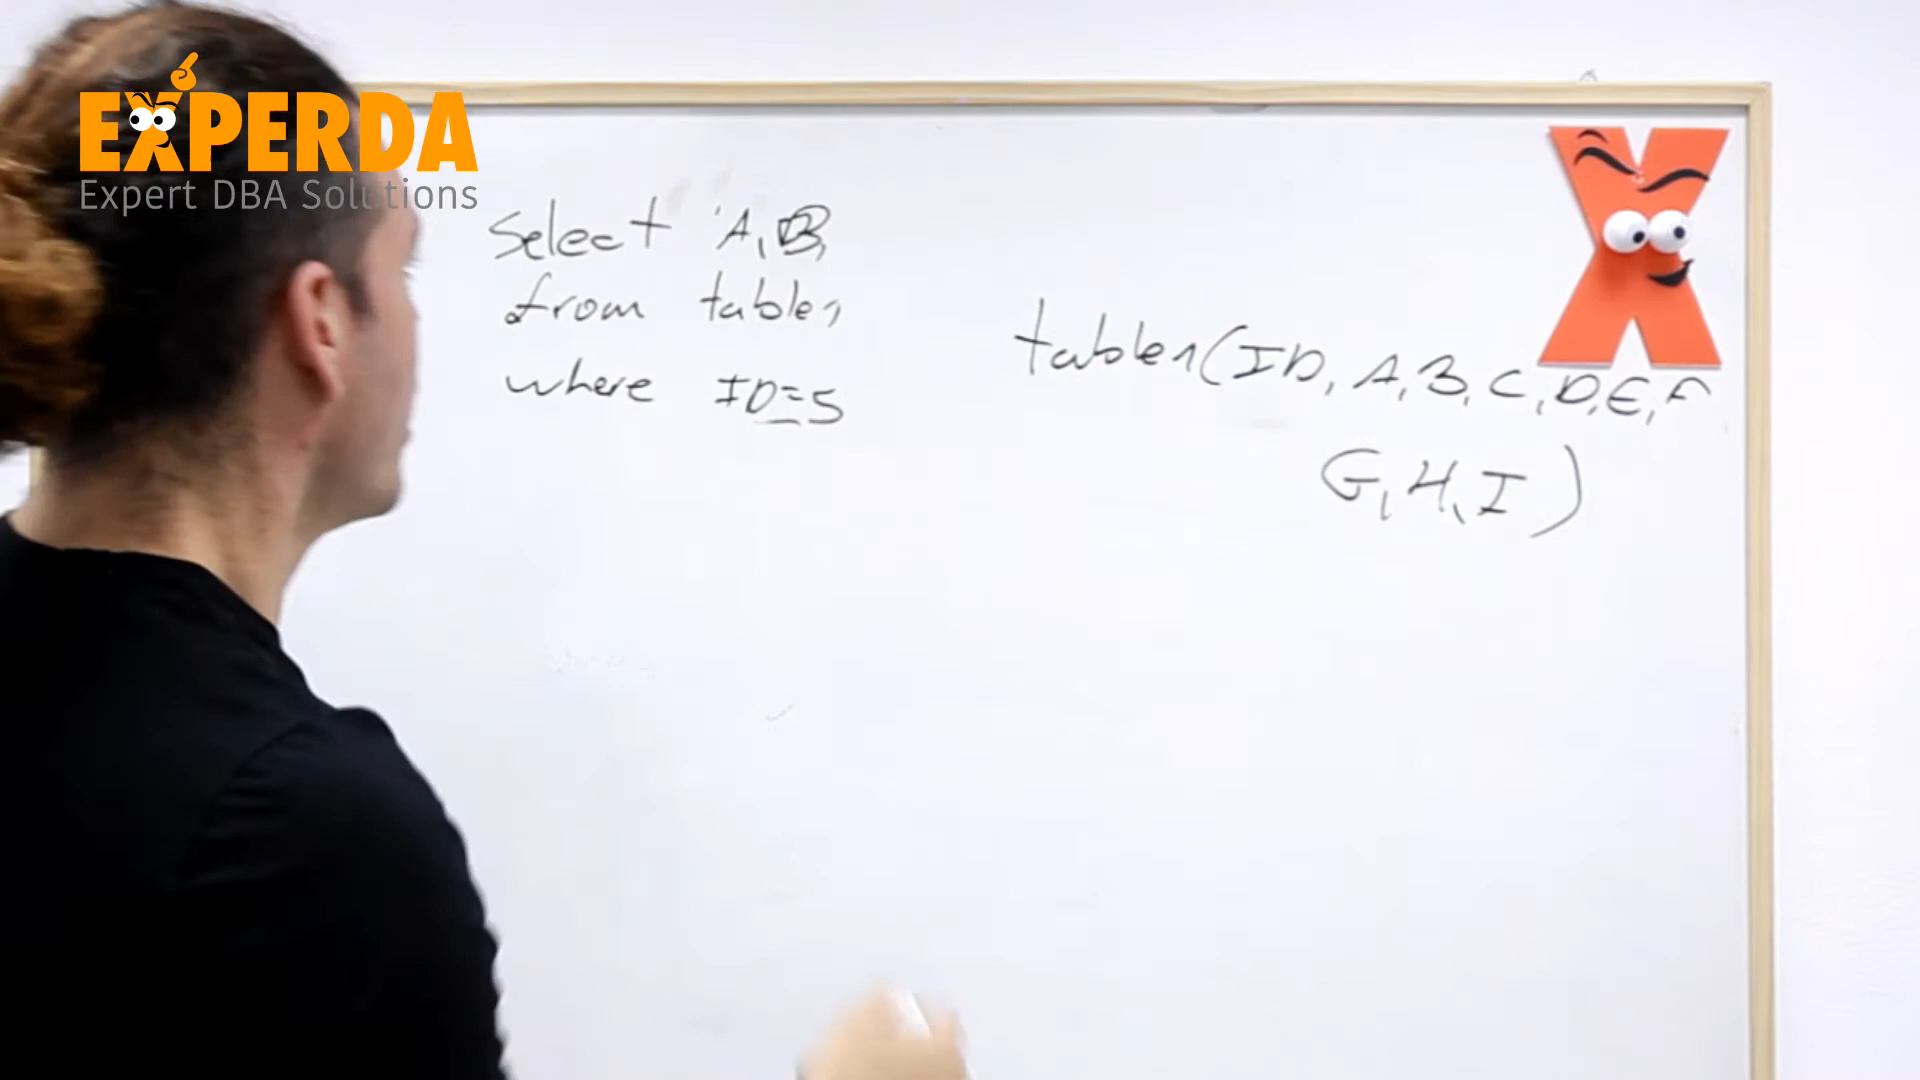 EXPERDA
Expert DBA Solutions
Select A, B,
from table1
where ID=5
table1(ID, A, B, C, D, E, F
G, H, I)
X